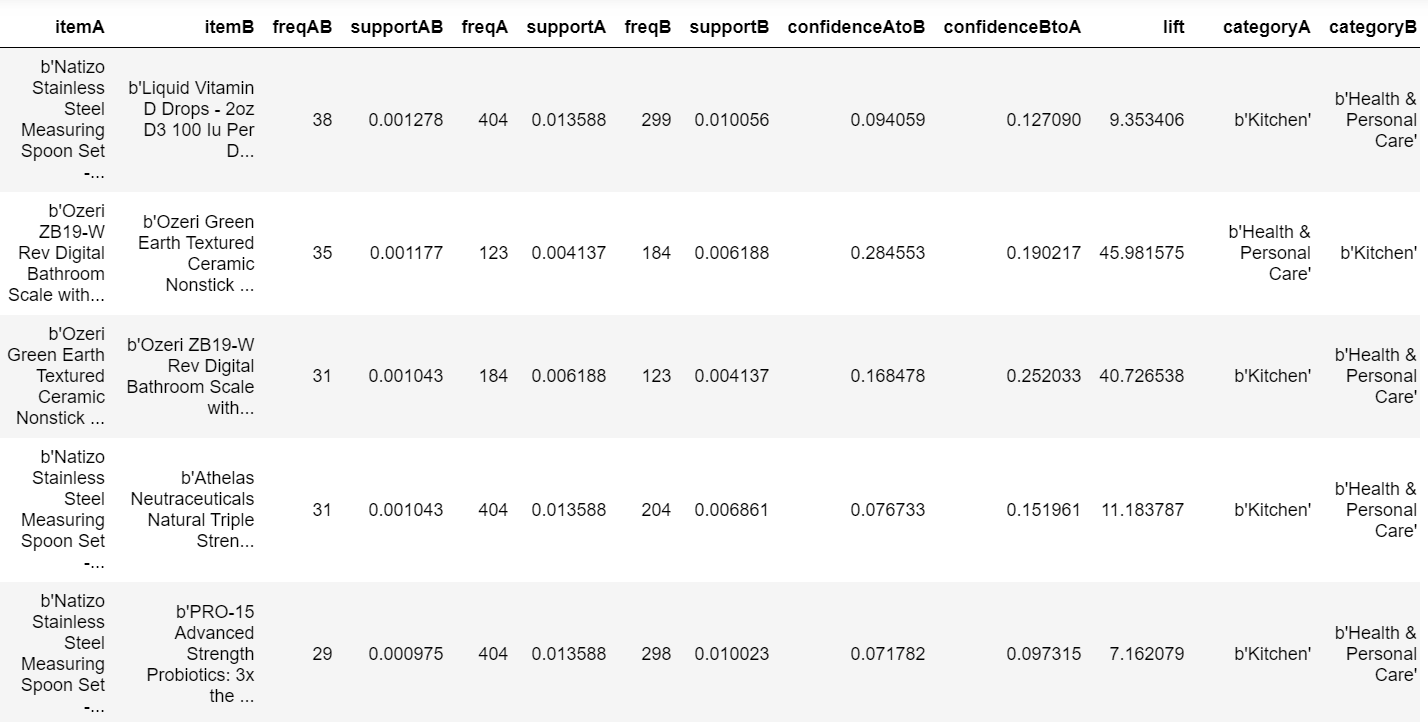 itemA itemB freqAB supportAB freqA supportA freqB supportB confidenceAtoB confidenceBtoA lift categoryA categoryB
b'Natizo
Stainless
Steel
Measuring
Spoon Set
-...
b'Liquid Vitamin
D Drops - 2oz
D3 100 Iu Per
D...
38 0.001278 404 0.013588 299 0.010056 0.094059 0.127090 9.353406 b'Kitchen'
b'Health &
Personal
Care'
b'Ozeri
ZB19-W
Rev Digital
Bathroom
Scale with...
b'Ozeri Green
Earth Textured
Ceramic
Nonstick ...
35 0.001177 123 0.004137 184 0.006188 0.284553 0.190217 45.981575
b'Health &
Personal
Care'
b'Kitchen'
b'Ozeri
Green Earth
Textured
Ceramic
Nonstick ...
b'Ozeri ZB19-W
Rev Digital
Bathroom Scale
with...
31 0.001043 184 0.006188 123 0.004137 0.168478 0.252033 40.726538 b'Kitchen'
b'Health &
Personal
Care'
b'Natizo
Stainless
Steel
Measuring
Spoon Set
-...
b'Athelas
Neutraceuticals
Natural Triple
Stren...
31 0.001043 404 0.013588 204 0.006861 0.076733 0.151961 11.183787 b'Kitchen'
b'Health &
Personal
Care'
b'Natizo
Stainless
Steel
Measuring
Spoon Set
-...
b'PRO-15
Advanced
Strength
Probiotics: 3x
the ...
29 0.000975 404 0.013588 298 0.010023 0.071782 0.097315 7.162079 b'Kitchen'
b'Health &
Personal
Care'